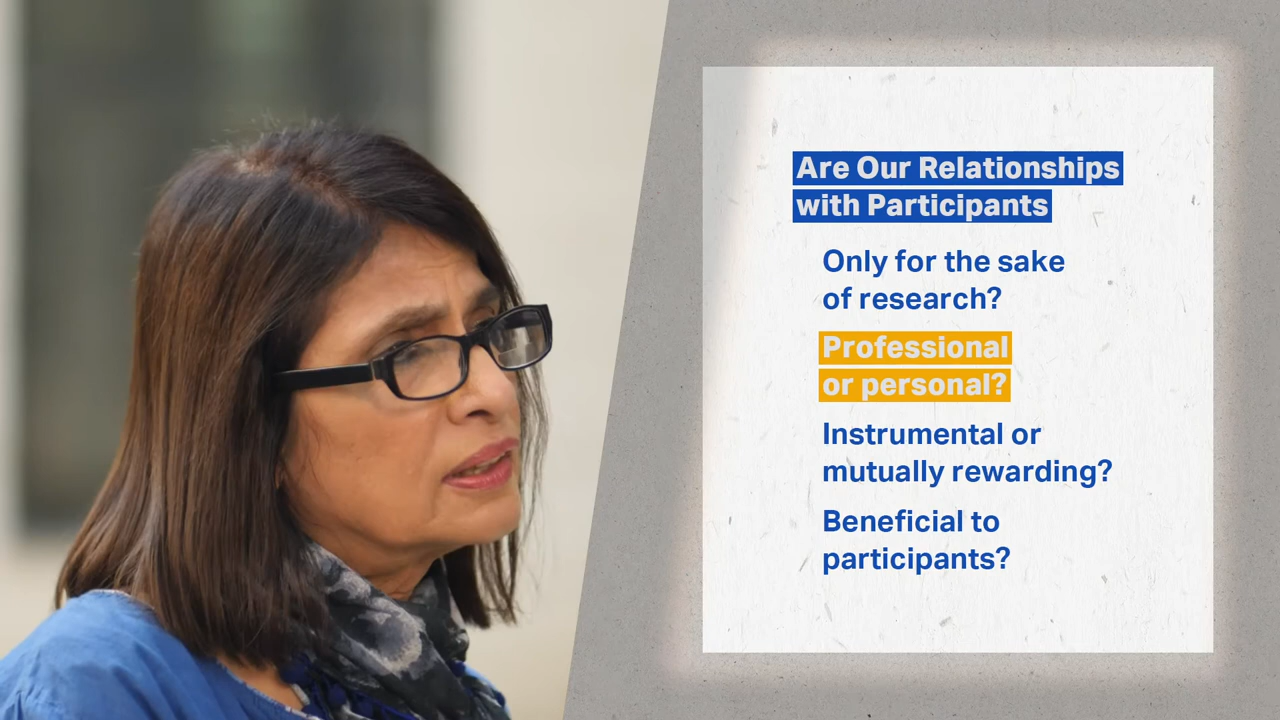 Are Our Relationships
with Participants
Only for the sake
of research?
Professional
or personal?
Instrumental or
mutually rewarding?
Beneficial to
participants?